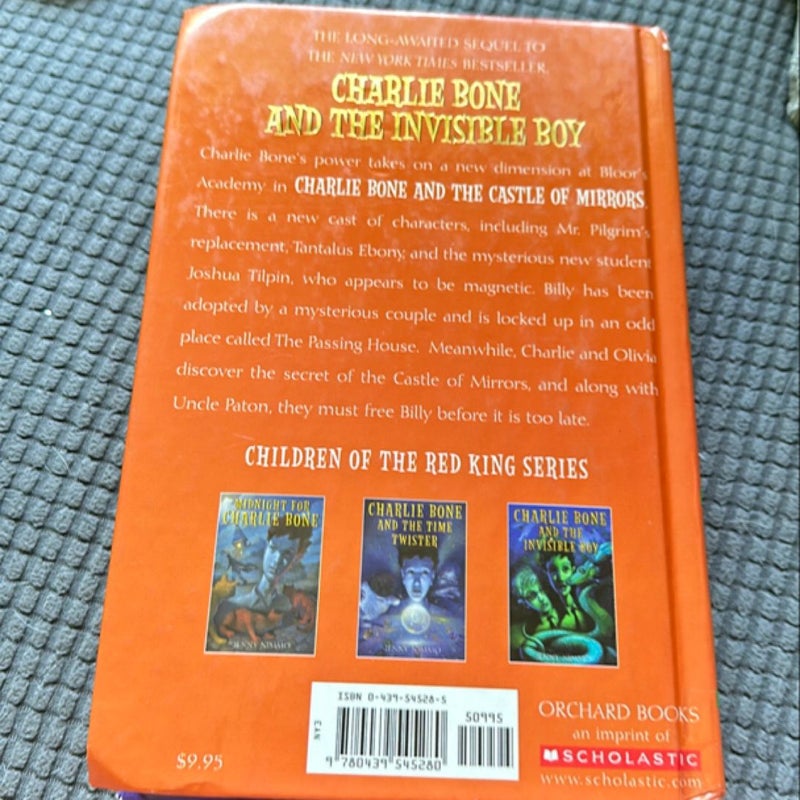 THE LONG-AWAITED SEQUEL TO
THE NEW YORK TIMES BESTSELLER,
CHARLIE BONE
AND THE INVISIBLE BOY
Charlie Bone's power takes on a new dimension at Bloor's
Academy in CHARLIE BONE AND THE CASTLE OF MIRRORS.
There is a new cast of characters, including Mr. Pilgrim's
replacement, Tantalus Ebony, and the mysterious new student
Joshua Tilpin, who appears to be magnetic. Billy has been
adopted by a mysterious couple and is locked up in an odd
place called The Passing House. Meanwhile, Charlie and Olivia
discover the secret of the Castle of Mirrors, and along with
Uncle Paton, they must free Billy before it is too late.
CHILDREN OF THE RED KING SERIES
MIDNIGHT FOR
CHARLIE BONE
JENNY NIMMO
CHARLIE BONE
AND THE TIME
TWISTER
JENNY NIMMO
CHARLIE BONE
AND THE
INVISIBLE BOY
JENNY NIMMO
$9.95
ISBN 0-439-54528-5
50995
EAN
9 780439 545280
ORCHARD BOOKS
an imprint of
SCHOLASTIC
www.scholastic.com